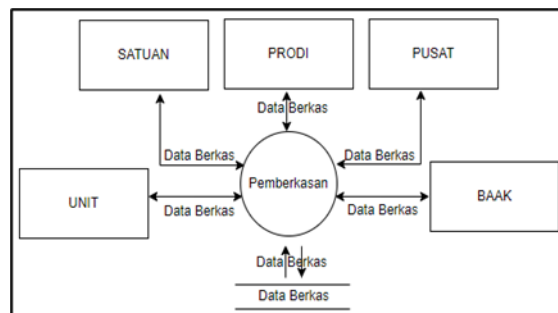 SATUAN
PRODI
PUSAT
Data Berkas
Data Berkas
Data Berkas
UNIT
Pemberkasan
BAAK
Data Berkas
Data Berkas
Data Berkas
Data Berkas